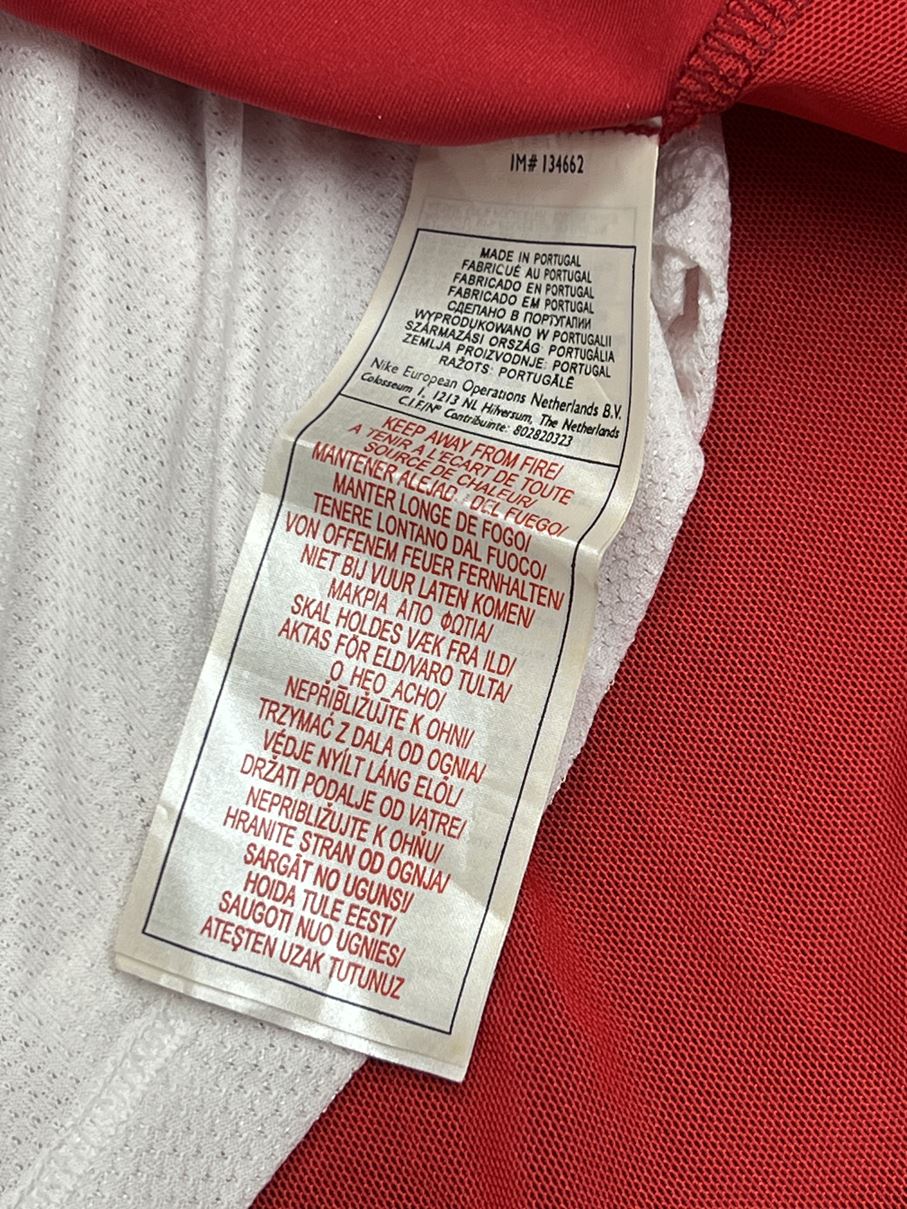 IM# 134662
MADE IN PORTUGAL
FABRICUÉ AU PORTUGAL
FABRICADO EN PORTUGAL
FABRICADO EM PORTUGAL
СДЕЛАНО В ПОРТУГАЛИИ
WYPRODUKOWANO W PORTUGALII
SZÁRMAZÁSI ORSZÁG: PORTUGÁLIA
ZEMLJA PROIZVODNJE: PORTUGAL
RAŽOTS: PORTUGĀLĒ
Nike European Operations Netherlands B.V.
Colosseum 1, 1213 NL Hilversum, The Netherlands
C.I.F/Nº Contribuinte: 802820323
KEEP AWAY FROM FIRE/
A TENIR A L'ÉCART DE TOUTE
SOURCE DE CHALEUR/
MANTENER DEL FUEGO/
MANTER LONGE DE FOGO/
TENERE LONTANO DAL FUOCO/
VON OFFENEM FEUER FERNHALTEN/
NIET BIJ VUUR LATEN KOMEN/
ΜΑΚΡΙΑ ΑΠΟ ΦΩΤΙΑ/
SKAL HOLDES VÆK FRA ILD/
AKTAS FÖR ELD/VARO TULTA/
О НЕО АСНО/
NEPŘIBLIŽUJTE K OHNI/
TRZYMAĆ Z DALA OD OGNIA/
VÉDJE NYÍLT LÁNG ELŐL/
DRŽATI PODALJE OD VATRE/
NEPRIBLIŽUJTE K OHŇU/
HRANITE STRAN OD OGNJA/
SARGĀT NO UGUNS/
HOIDA TULE EEST/
SAUGOTI NUO UGNIES/
ATEŞTEN UZAK TUTUNUZ